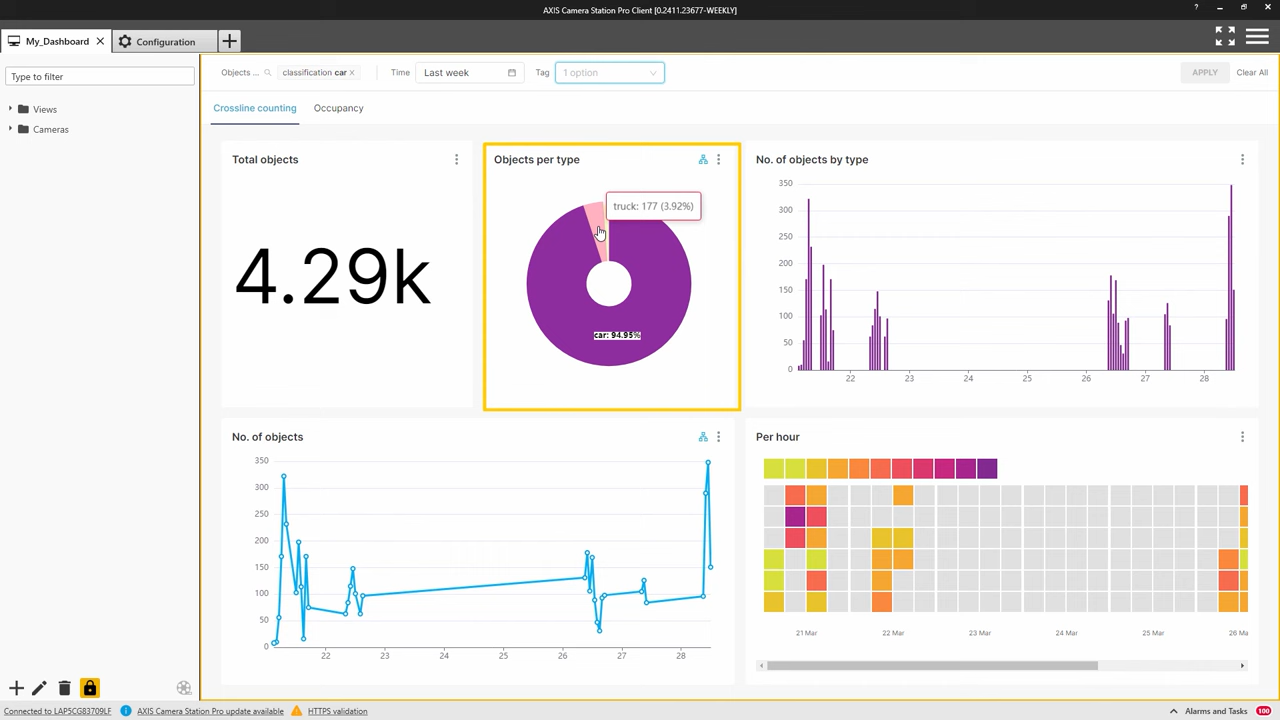 AXIS Camera Station Pro Client [0.2411.23677-WEEKLY]
My_Dashboard
Configuration
Type to filter
Views
Cameras
Objects ...
classification car
Time
Last week
Tag
1 option
APPLY
Clear All
Crossline counting
Occupancy
Total objects
4.29k
Objects per type
truck: 177 (3.92%)
car: 94.95%
No. of objects by type
350
300
250
200
150
100
50
0
22 23 24 25 26 27 28
No. of objects
350
300
250
200
150
100
50
0
22 23 24 25 26 27 28
Per hour
21 Mar 22 Mar 23 Mar 24 Mar 25 Mar 26 Ma
Connected to LAP5CG83709LF
AXIS Camera Station Pro update available
HTTPS validation
Alarms and Tasks
100